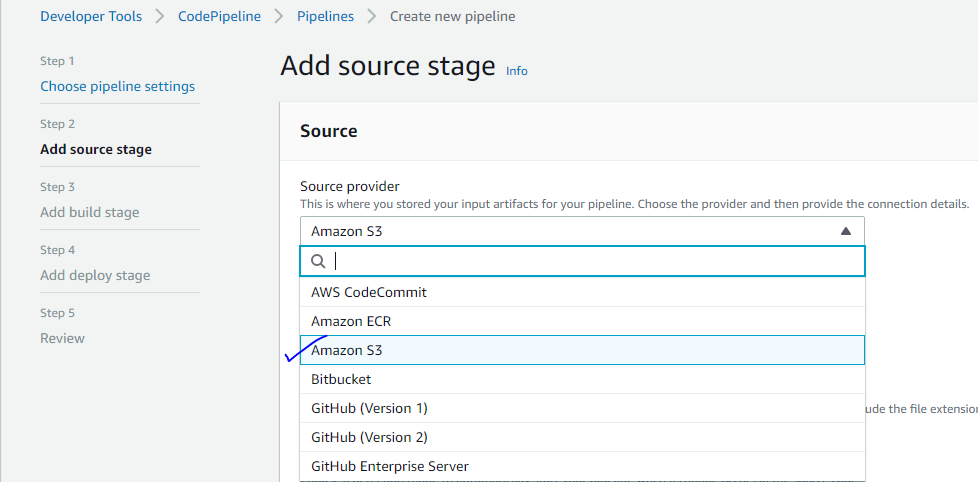 Developer Tools > CodePipeline > Pipelines > Create new pipeline
Step 1
Choose pipeline settings
Step 2
Add source stage
Step 3
Add build stage
Step 4
Add deploy stage
Step 5
Review
Add source stage Info
Source
Source provider
This is where you stored your input artifacts for your pipeline. Choose the provider and then provide the connection details.
Amazon S3
AWS CodeCommit
Amazon ECR
Amazon S3
Bitbucket
GitHub (Version 1)
GitHub (Version 2)
GitHub Enterprise Server
the file extension